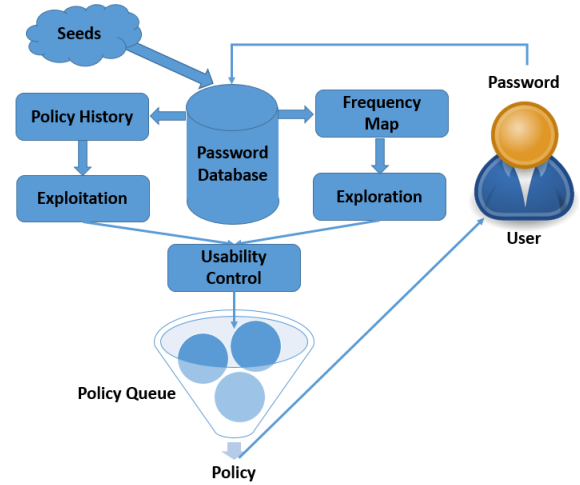 Seeds
Password
Policy History
Password
Database
Frequency
Map
Exploitation
Exploration
User
Usability
Control
Policy Queue
Policy